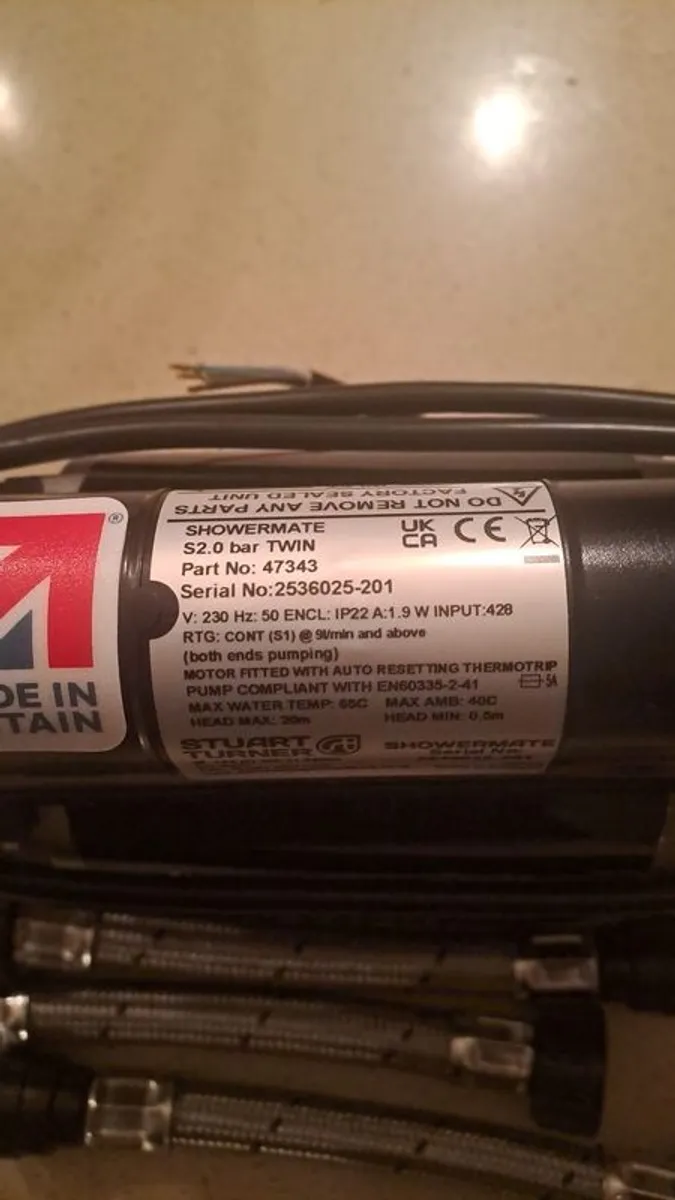 DO NOT REMOVE ANY PARTS
FACTORY SEALED UNIT
®
DE IN
TAIN
SHOWERMATE
S2.0 bar TWIN
Part No: 47343
Serial No:2536025-201
UK
CA
CE
V: 230 Hz: 50 ENCL: IP22 A:1.9 W INPUT:428
RTG: CONT (S1) @ 9l/min and above
(both ends pumping)
MOTOR FITTED WITH AUTO RESETTING THERMOTRIP
PUMP COMPLIANT WITH EN60335-2-41
5A
MAX WATER TEMP: 65C MAX AMB: 40C
HEAD MAX: 20m HEAD MIN: 0.5m
STUART
TURNER
SHOWERMATE
Serial No: